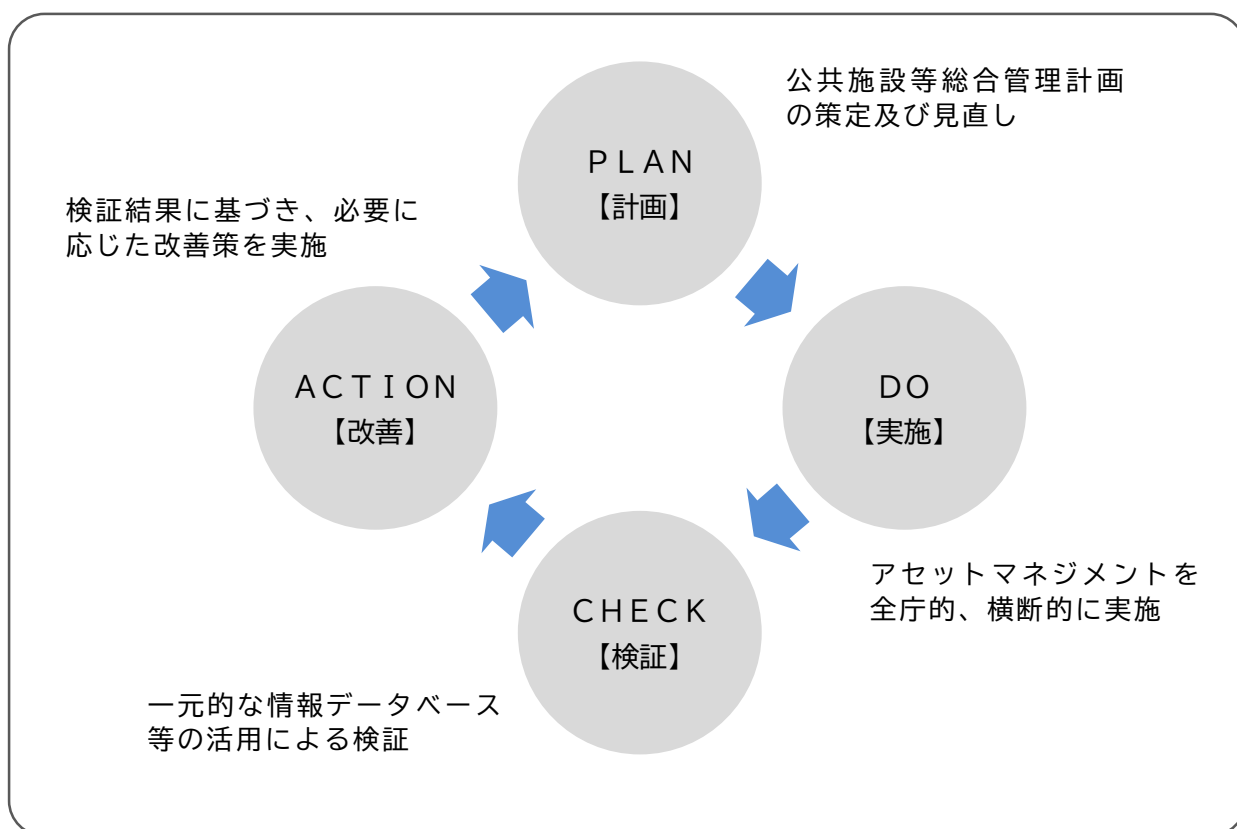 公共施設等総合管理計画
の策定及び見直し
ＰＬＡＮ
【計画】
検証結果に基づき、必要に
応じた改善策を実施
ＡＣＴＩＯＮ
【改善】
ＤＯ
【実施】
アセットマネジメントを
全庁的、横断的に実施
ＣＨＥＣＫ
【検証】
一元的な情報データベース
等の活用による検証